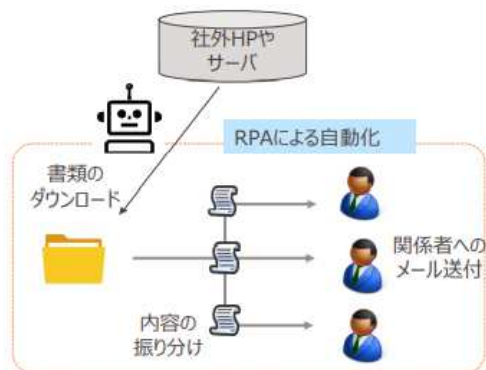 社外HPや
サーバ
RPAによる自動化
書類の
ダウンロード
関係者への
メール送付
内容の
振り分け